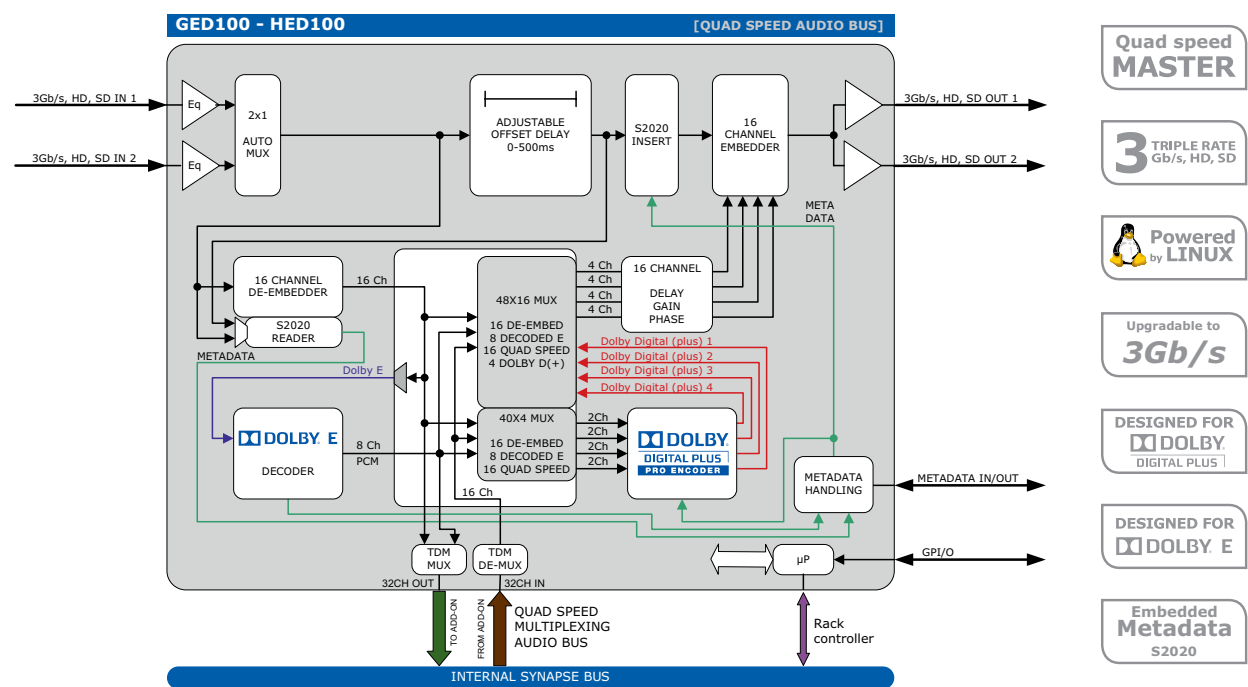 GED100 - HED100
[QUAD SPEED AUDIO BUS]
3Gb/s, HD, SD IN 1
3Gb/s, HD, SD IN 2
Eq
Eq
2x1
AUTO
MUX
ADJUSTABLE
OFFSET DELAY
0-500ms
S2020
INSERT
16
CHANNEL
EMBEDDER
3Gb/s, HD, SD OUT 1
3Gb/s, HD, SD OUT 2
META
DATA
16 CHANNEL
DE-EMBEDDER
16 Ch
S2020
READER
METADATA
48X16 MUX
16 DE-EMBED
8 DECODED E
16 QUAD SPEED
4 DOLBY D(+)
4 Ch
4 Ch
4 Ch
4 Ch
16 CHANNEL
DELAY
GAIN
PHASE
Dolby Digital (plus) 1
Dolby Digital (plus) 2
Dolby Digital (plus) 3
Dolby Digital (plus) 4
Dolby E
DOLBY E
DECODER
8 Ch
PCM
40X4 MUX
16 DE-EMBED
8 DECODED E
16 QUAD SPEED
2Ch
2Ch
2Ch
2Ch
DOLBY
DIGITAL PLUS
PRO ENCODER
METADATA
HANDLING
METADATA IN/OUT
16 Ch
TDM
MUX
TDM
DE-MUX
µP
GPI/O
32CH OUT
32CH IN
TO ADD-ON
FROM ADD-ON
QUAD SPEED
MULTIPLEXING
AUDIO BUS
Rack
controller
INTERNAL SYNAPSE BUS
Quad speed
MASTER
3 TRIPLE RATE
Gb/s, HD, SD
Powered
by LINUX
Upgradable to
3Gb/s
DESIGNED FOR
DOLBY
DIGITAL PLUS
DESIGNED FOR
DOLBY E
Embedded
Metadata
S2020